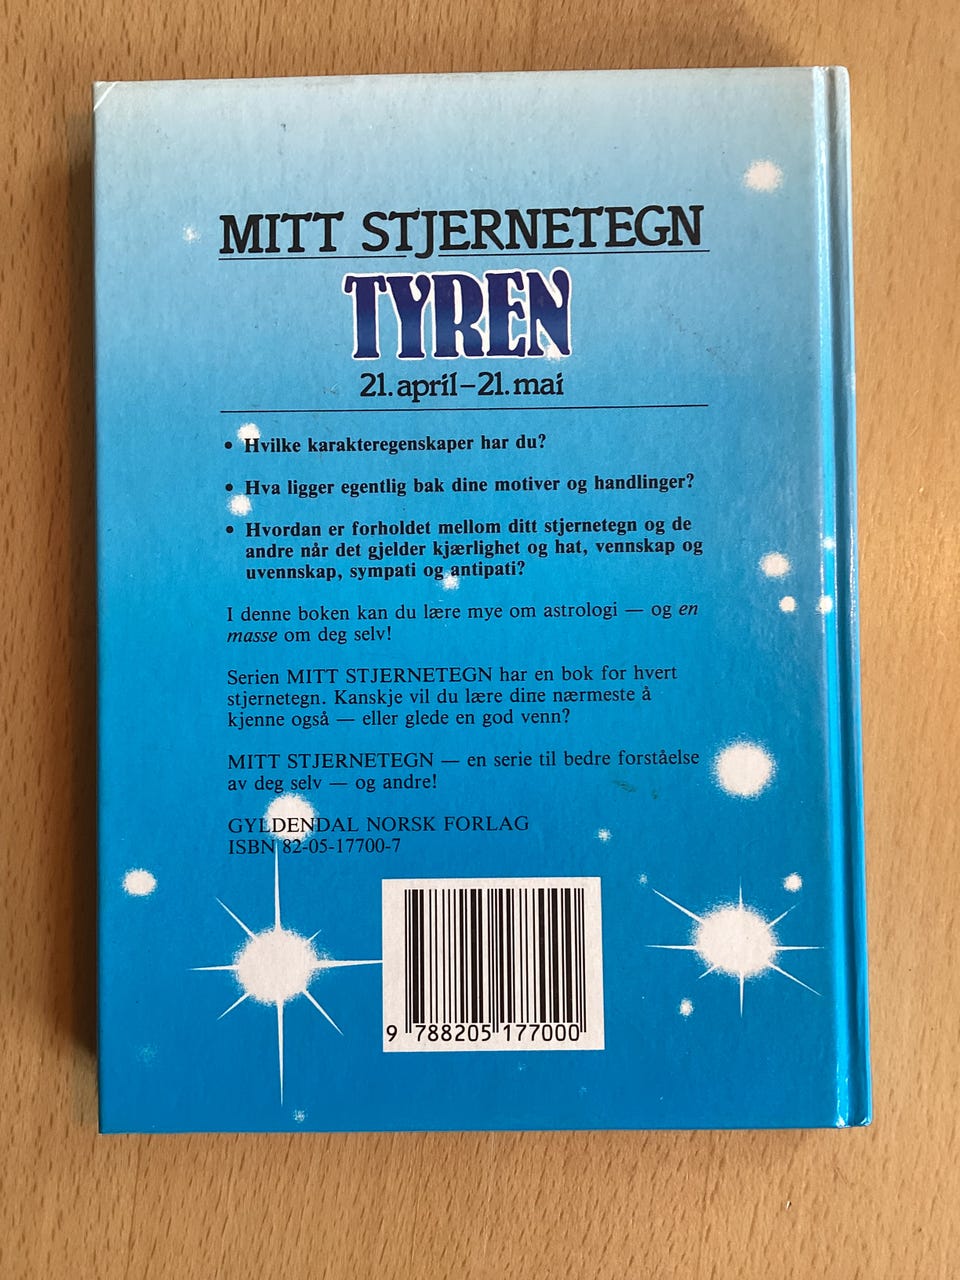 MITT STJERNETEGN
TYREN
21. april – 21. mai
• Hvilke karakteregenskaper har du?
• Hva ligger egentlig bak dine motiver og handlinger?
• Hvordan er forholdet mellom ditt stjernetegn og de
andre når det gjelder kjærlighet og hat, vennskap og
uvennskap, sympati og antipati?
I denne boken kan du lære mye om astrologi — og en
masse om deg selv!
Serien MITT STJERNETEGN har en bok for hvert
stjernetegn. Kanskje vil du lære dine nærmeste å
kjenne også — eller glede en god venn?
MITT STJERNETEGN — en serie til bedre forståelse
av deg selv — og andre!
GYLDENDAL NORSK FORLAG
ISBN 82-05-17700-7
9 788205 177000